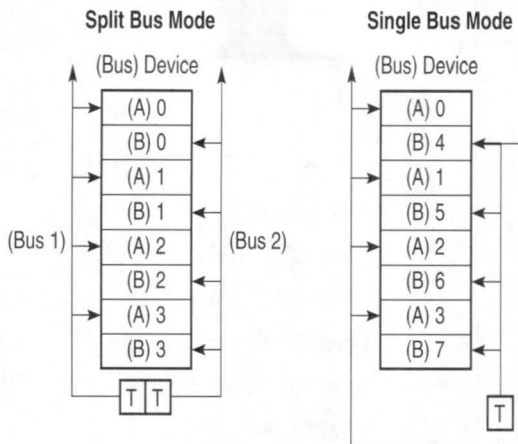 Split Bus Mode
(Bus) Device
(A) 0
(B) 0
(A) 1
(B) 1
(A) 2
(B) 2
(A) 3
(B) 3
(Bus 1)
(Bus 2)
T T
Single Bus Mode
(Bus) Device
(A) 0
(B) 4
(A) 1
(B) 5
(A) 2
(B) 6
(A) 3
(B) 7
T